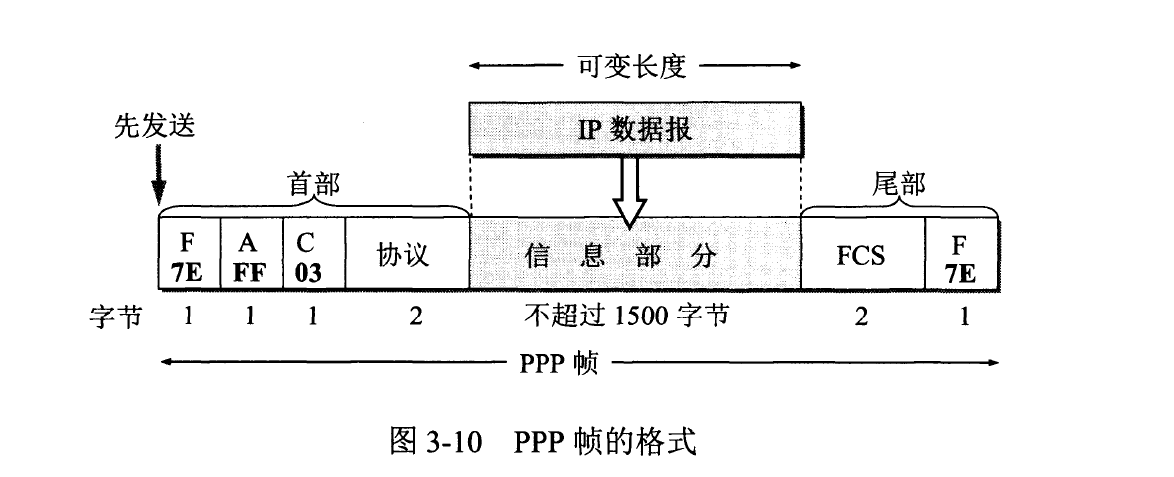 可变长度
IP 数据报
先发送
首部
尾部
F A C 协议 信息部分 FCS F
7E FF 03 7E
字节 1 1 1 2 不超过 1500 字节 2 1
PPP 帧
图 3-10 PPP 帧的格式